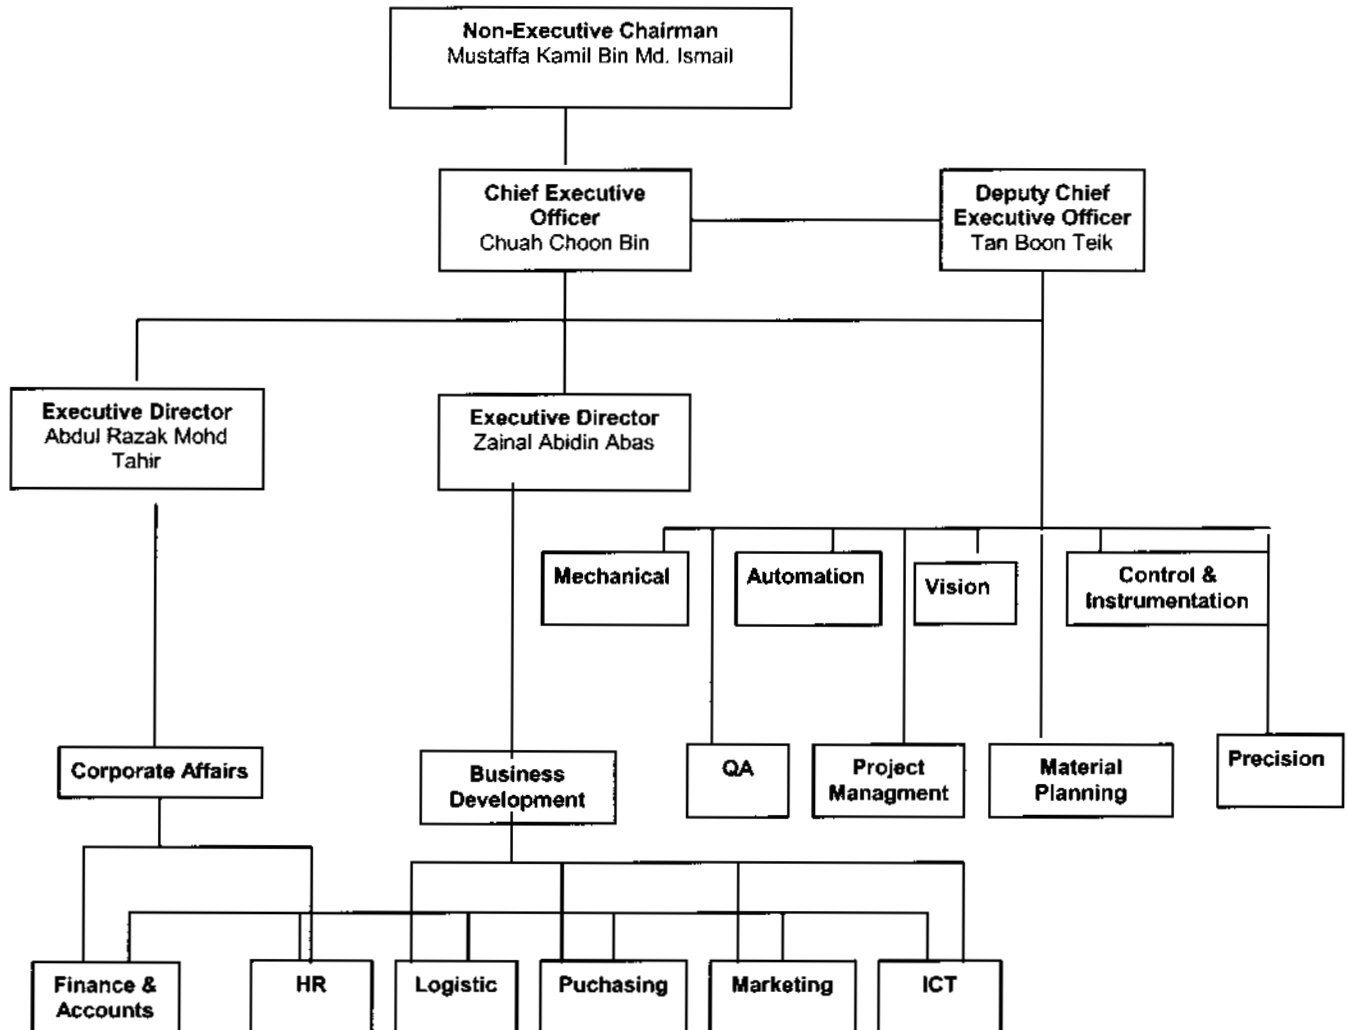 Non-Executive Chairman
Mustaffa Kamil Bin Md. Ismail
Chief Executive
Officer
Chuah Choon Bin
Deputy Chief
Executive Officer
Tan Boon Teik
Executive Director
Abdul Razak Mohd
Tahir
Executive Director
Zainal Abidin Abas
Mechanical
Automation
Vision
Control &
Instrumentation
Corporate Affairs
Business
Development
QA
Project
Managment
Material
Planning
Precision
Finance &
Accounts
HR
Logistic
Puchasing
Marketing
ICT